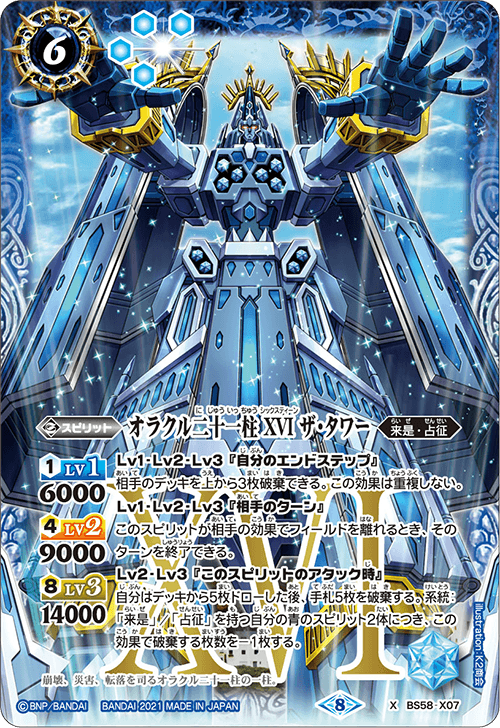 6
スピリット
オラクル二十一柱 XVI ザ・タワー
来是・占征
1 LV1 6000
Lv1・Lv2・Lv3『自分のエンドステップ』
相手のデッキを上から3枚破棄できる。この効果は重複しない。
4 LV2 9000
Lv1・Lv2・Lv3『相手のターン』
このスピリットが相手の効果でフィールドを離れるとき、その
ターンを終了できる。
8 LV3 14000
Lv2・Lv3『このスピリットのアタック時』
自分はデッキから5枚ドローした後、手札5枚を破棄する。系統:
「来是」/「占征」を持つ自分の青のスピリット2体につき、この
効果で破棄する枚数を-1枚する。
XVI
崩壊、災害、転落を司るオラクル二十一柱の一柱。
Illustration:K2商会
©BNP/BANDAI BANDAI 2021 MADE IN JAPAN
8
X BS58-X07